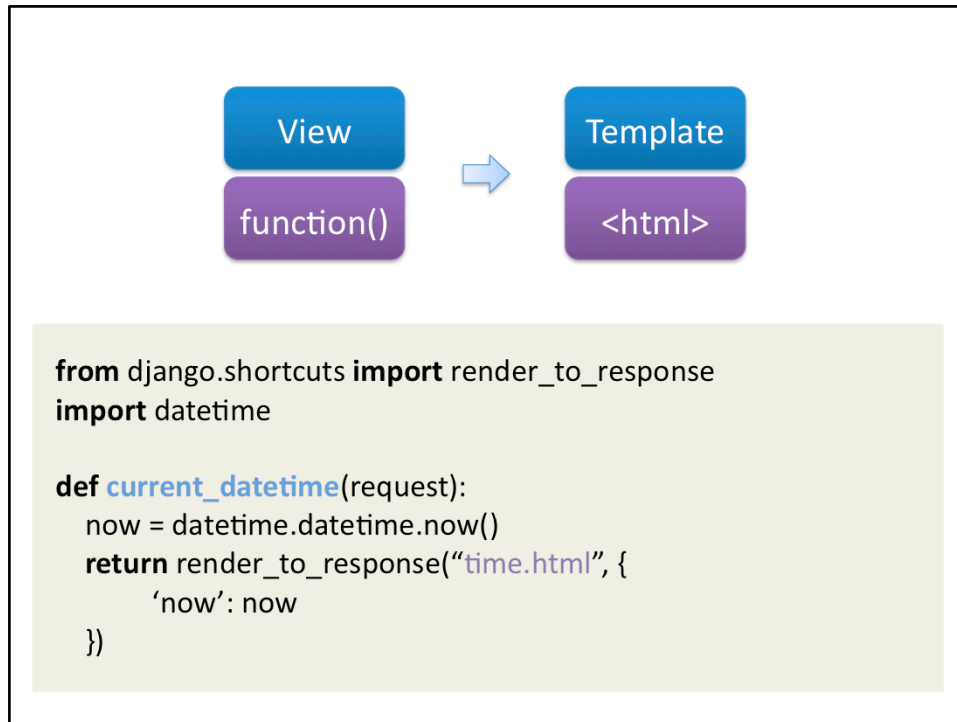 View
Template
function()
<html>
from django.shortcuts import render_to_response
import datetime
def current_datetime(request):
now = datetime.datetime.now()
return render_to_response(“time.html”, {
‘now’: now
})